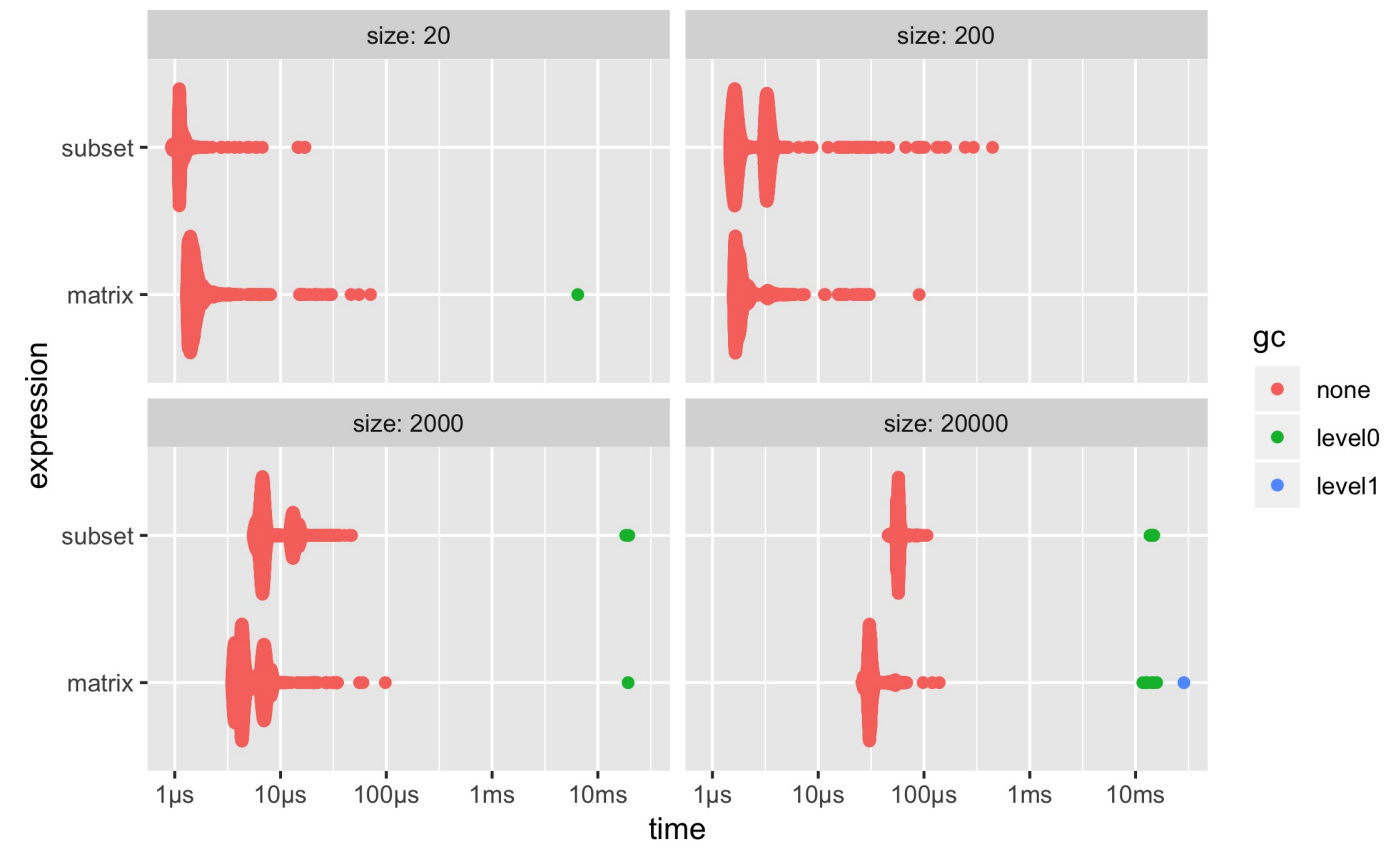 size: 20
size: 200
subset
matrix
size: 2000
size: 20000
subset
matrix
1µs
10µs
100µs
1ms
10ms
1µs
10µs
100µs
1ms
10ms
time
expression
gc
none
level0
level1